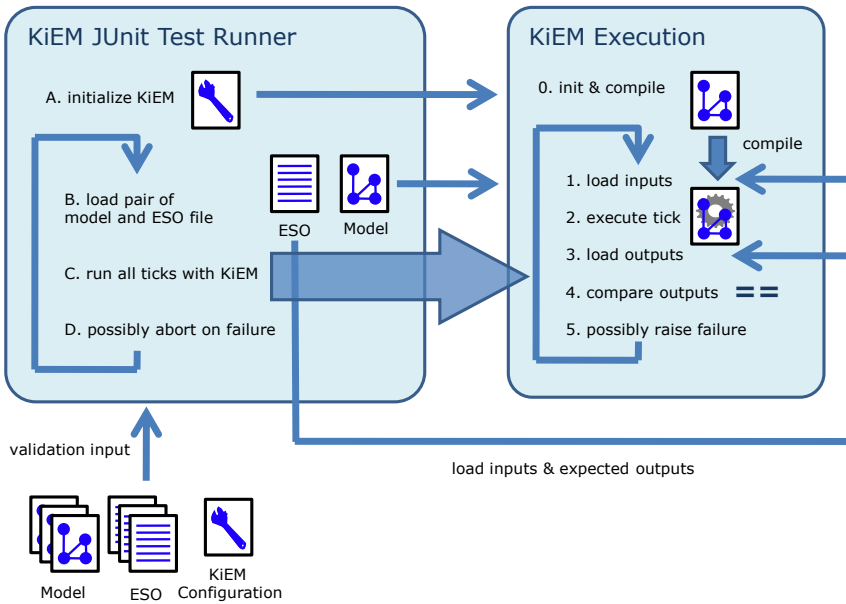 KiEM JUnit Test Runner
A. initialize KiEM
B. load pair of
model and ESO file
ESO
Model
C. run all ticks with KiEM
D. possibly abort on failure
KiEM Execution
0. init & compile
compile
1. load inputs
2. execute tick
3. load outputs
4. compare outputs ==
5. possibly raise failure
validation input
load inputs & expected outputs
Model
ESO
KiEM
Configuration